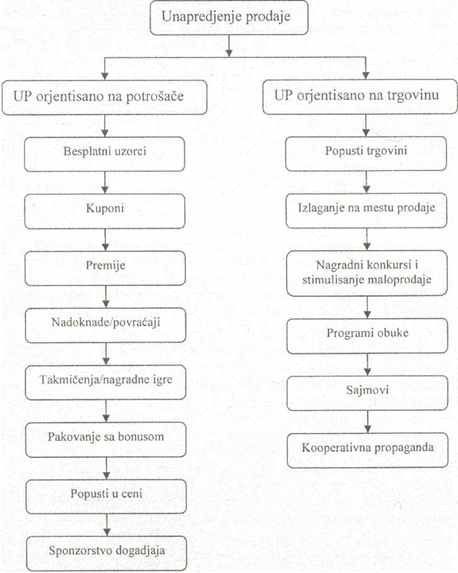 Unapredjenje prodaje
UP orjentisano na potrošače
Besplatni uzorci
Kuponi
Premije
Nadoknade/povraćaji
Takmičenja/nagradne igre
Pakovanje sa bonusom
Popusti u ceni
Sponzorstvo dogadjaja
UP orjentisano na trgovinu
Popusti trgovini
Izlaganje na mestu prodaje
Nagradni konkursi i
stimulisanje maloprodaje
Programi obuke
Sajmovi
Kooperativna propaganda